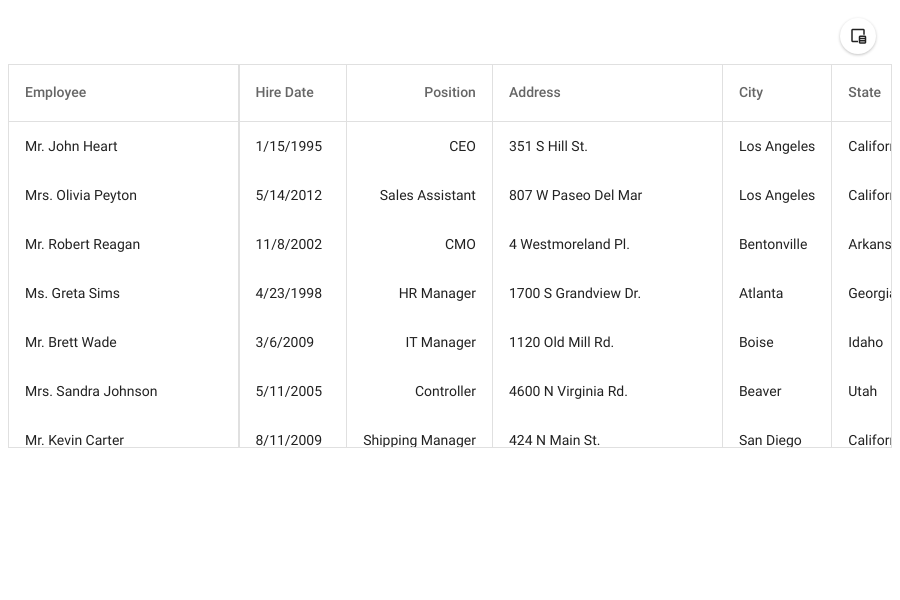 Employee Hire Date Position Address City State
Mr. John Heart 1/15/1995 CEO 351 S Hill St. Los Angeles Califor
Mrs. Olivia Peyton 5/14/2012 Sales Assistant 807 W Paseo Del Mar Los Angeles Califor
Mr. Robert Reagan 11/8/2002 CMO 4 Westmoreland Pl. Bentonville Arkans
Ms. Greta Sims 4/23/1998 HR Manager 1700 S Grandview Dr. Atlanta Georgi
Mr. Brett Wade 3/6/2009 IT Manager 1120 Old Mill Rd. Boise Idaho
Mrs. Sandra Johnson 5/11/2005 Controller 4600 N Virginia Rd. Beaver Utah
Mr. Kevin Carter 8/11/2009 Shipping Manager 424 N Main St. San Diego Califor